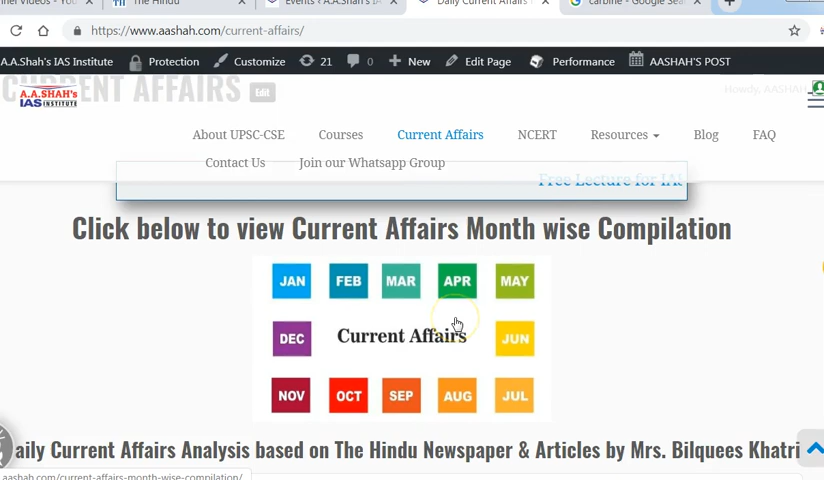 nnel Videos - You
The Hindu
Events ‹ A.A.Shah's IA
Daily Current Affairs
carbine - Google Sear
https://www.aashah.com/current-affairs/
A.A.Shah's IAS Institute Protection Customize 21 0 New Edit Page Performance AASHAH'S POST
CURRENT AFFAIRS Edit
Howdy, AASHAH
A.A.SHAH's
IAS INSTITUTE
About UPSC-CSE Courses Current Affairs NCERT Resources Blog FAQ
Contact Us Join our Whatsapp Group
Free Lecture for IA
Click below to view Current Affairs Month wise Compilation
JAN FEB MAR APR MAY
DEC Current Affairs JUN
NOV OCT SEP AUG JUL
aily Current Affairs Analysis based on The Hindu Newspaper & Articles by Mrs. Bilquees Khatri
aashah.com/current-affairs-month-wise-compilation/